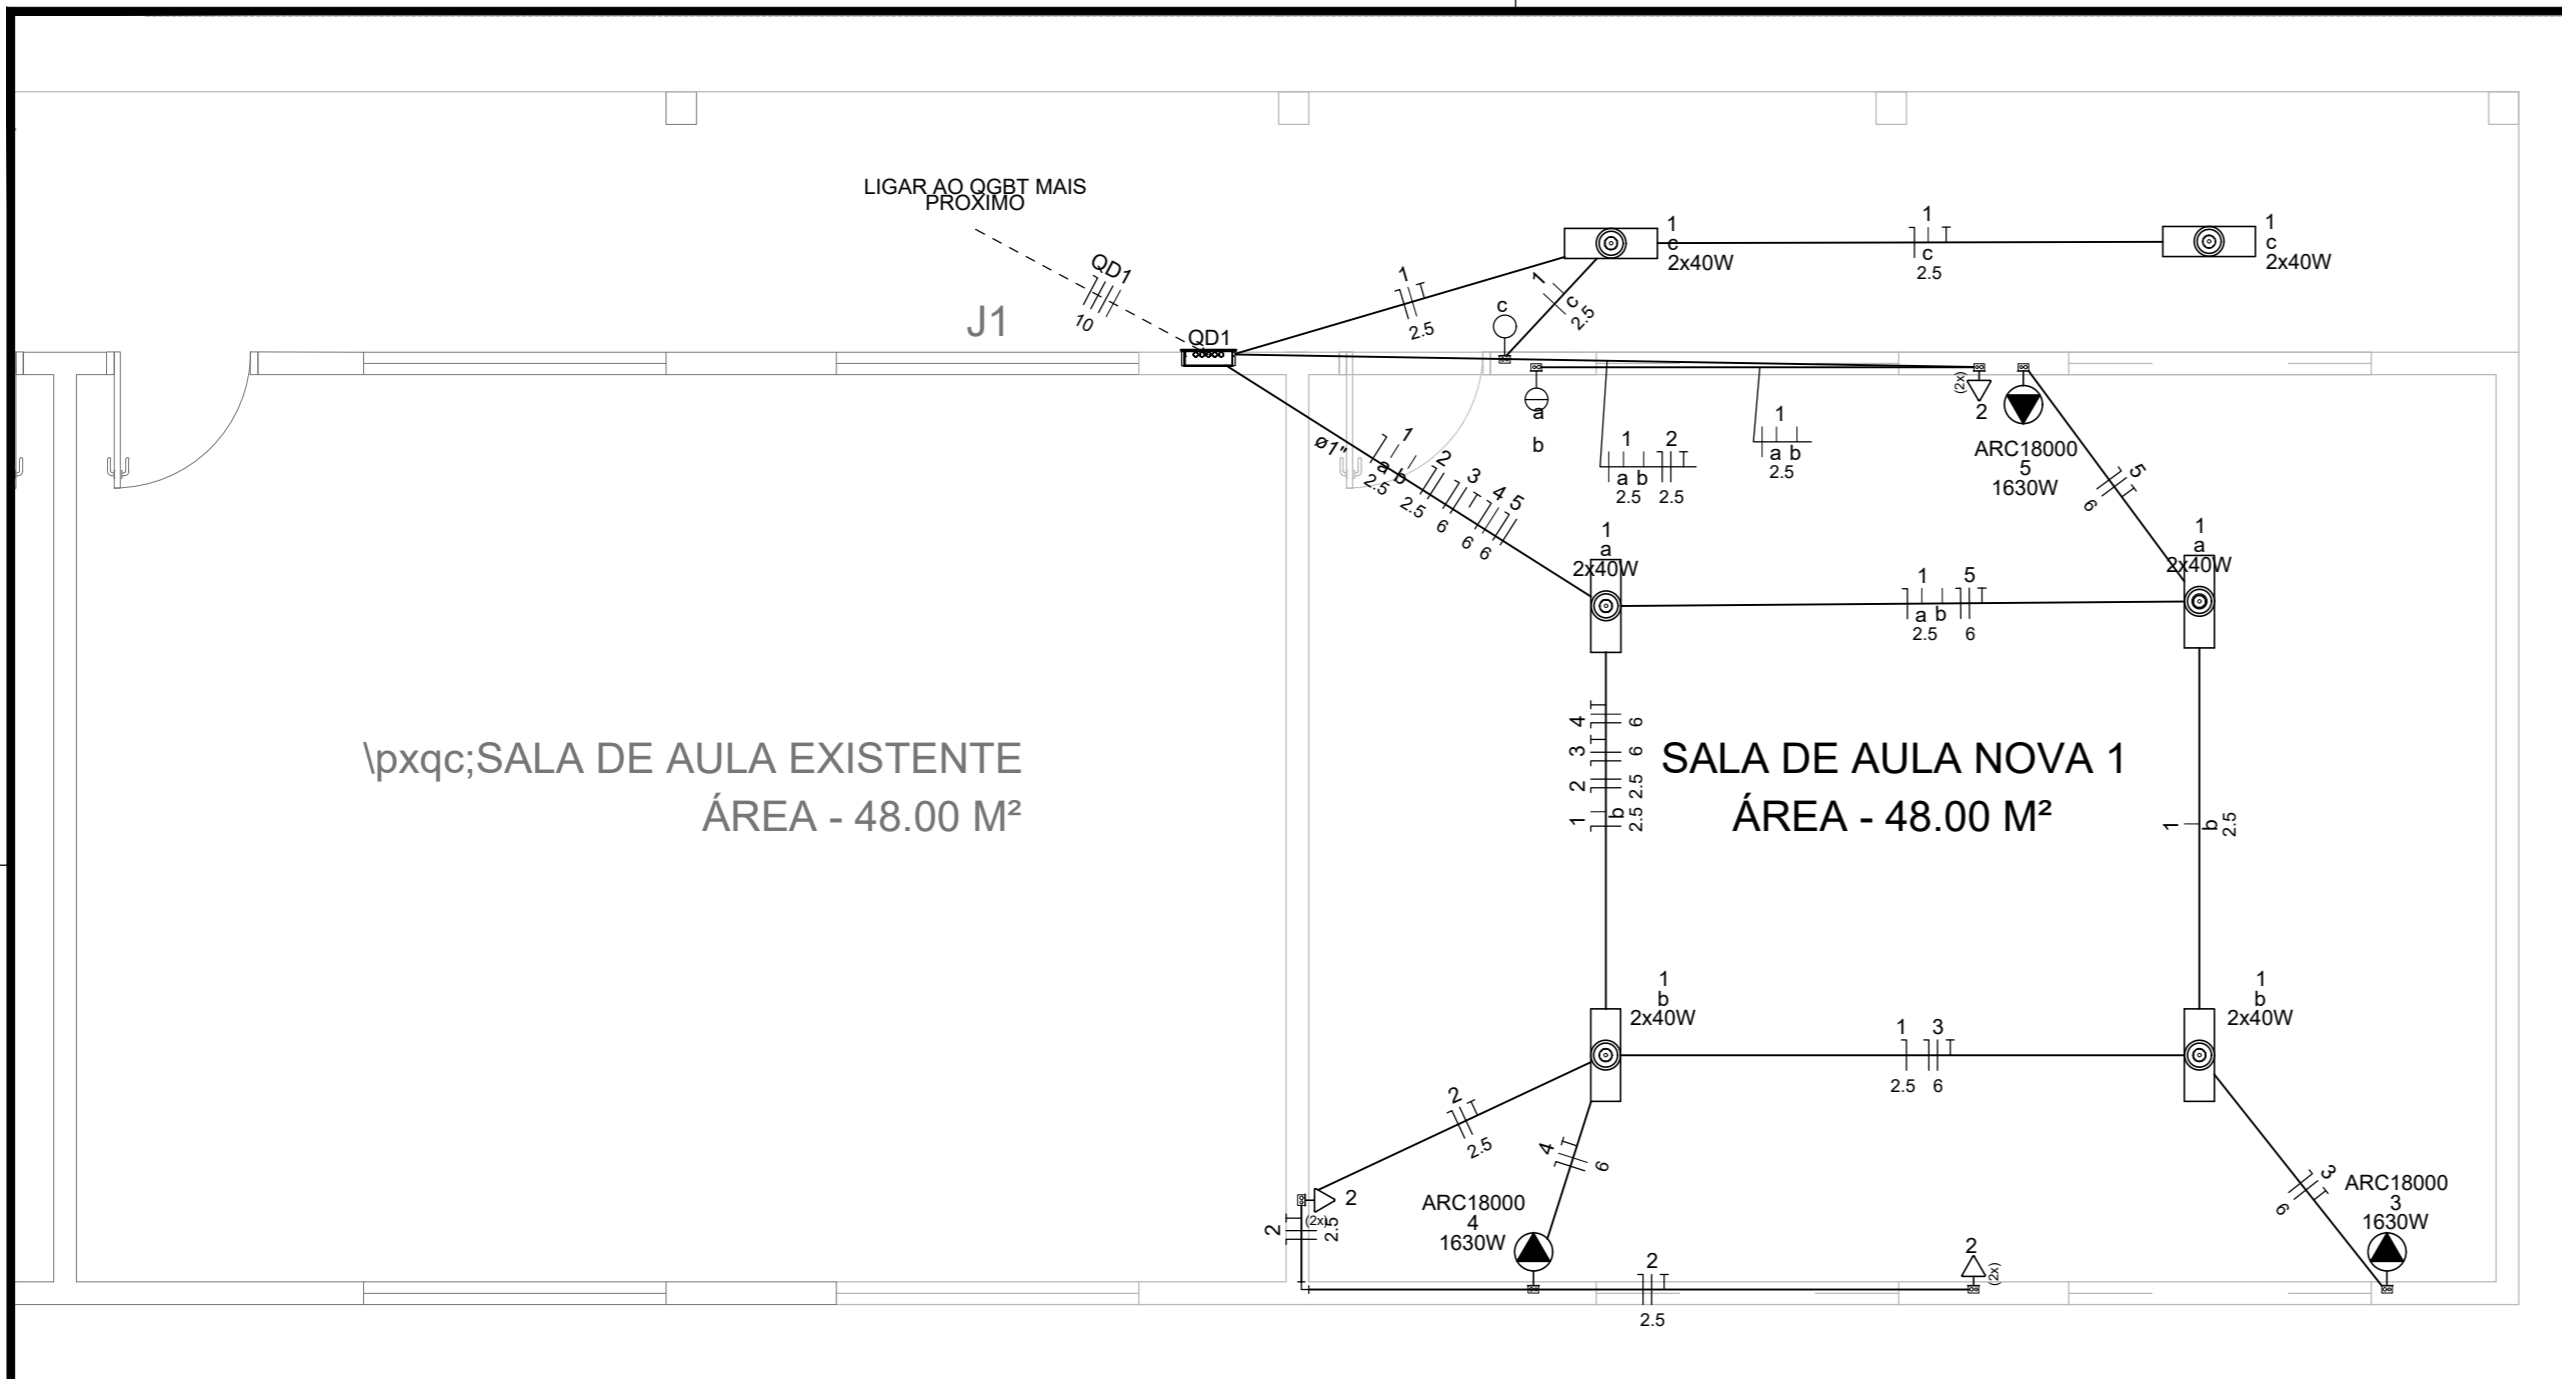 LIGAR AO QGBT MAIS
PROXIMO
QD1
10
J1
QD1
1
2.5
1
c
2.5
c
1
c
2x40W
1
c
2.5
1
c
2x40W
a
b
1 2
a b
2.5 2.5
1
a b
2.5
(2x)
2
ARC18000
5
1630W
5
6
ø1"
1 2 3 4 5
a b
2.5 2.5 6 6 6
1
a
2x40W
1 5
a b
2.5 6
1
a
2x40W
4 6
3 6
2 2.5
1 b 2.5
\pxqc;SALA DE AULA EXISTENTE
ÁREA - 48.00 M²
SALA DE AULA NOVA 1
ÁREA - 48.00 M²
1 b 2.5
1
b
2x40W
1
b
2x40W
1 3
2.5 6
2
2.5
4
6
2
(2x)
2 2.5
ARC18000
4
1630W
2
2.5
2
(2x)
3
6
ARC18000
3
1630W